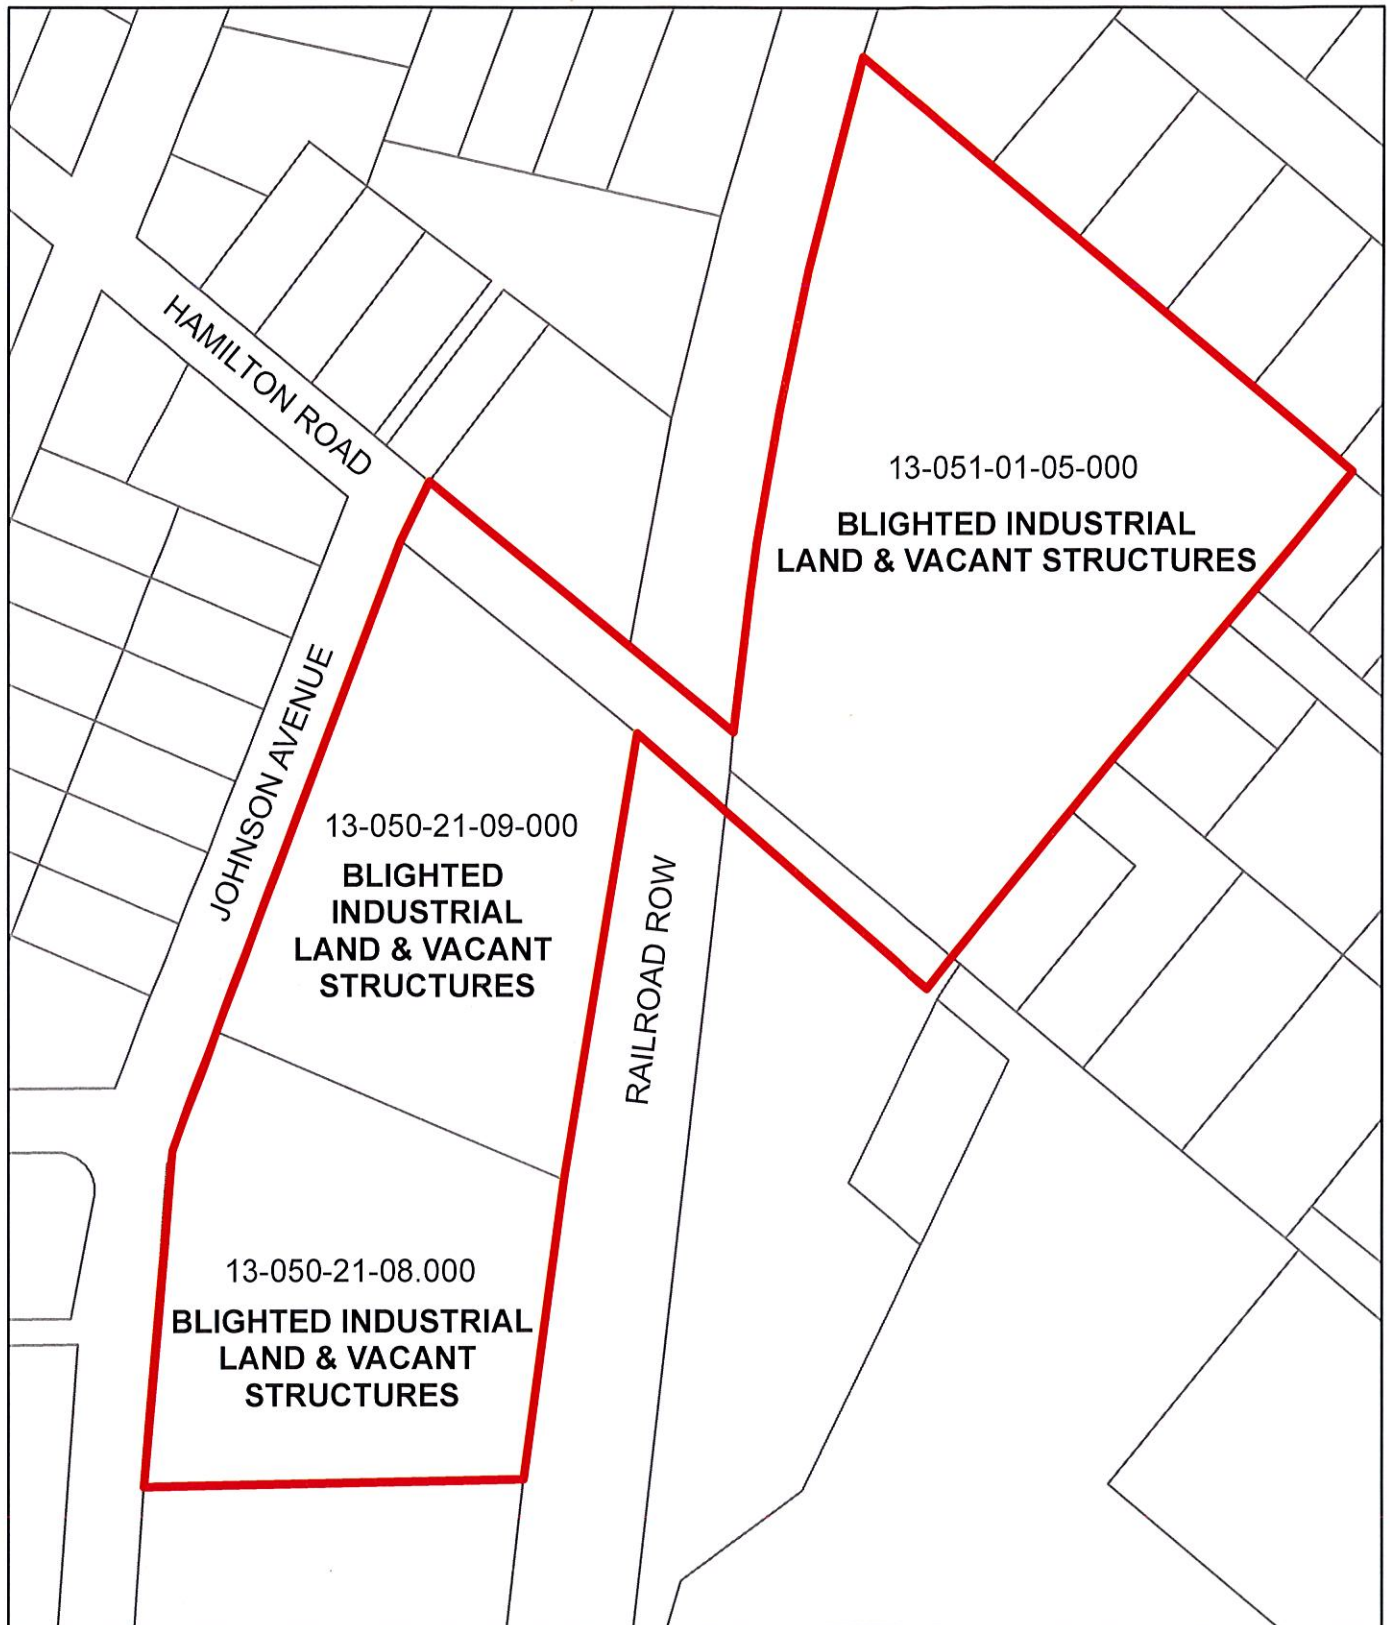 HAMILTON ROAD
13-051-01-05-000
BLIGHTED INDUSTRIAL
LAND & VACANT STRUCTURES
JOHNSON AVENUE
13-050-21-09-000
BLIGHTED
INDUSTRIAL
LAND & VACANT
STRUCTURES
RAILROAD ROW
13-050-21-08.000
BLIGHTED INDUSTRIAL
LAND & VACANT
STRUCTURES